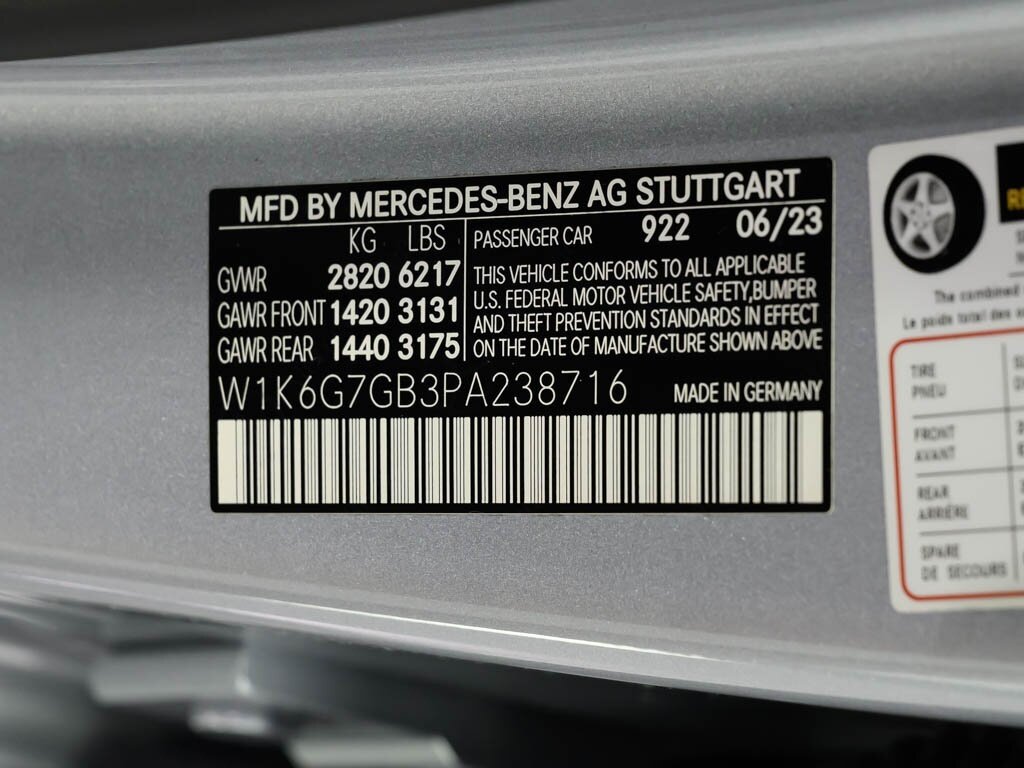 MFD BY MERCEDES-BENZ AG STUTTGART
KG LBS
GVWR 2820 6217
GAWR FRONT 1420 3131
GAWR REAR 1440 3175
PASSENGER CAR 922 06/23
THIS VEHICLE CONFORMS TO ALL APPLICABLE
U.S. FEDERAL MOTOR VEHICLE SAFETY,BUMPER
AND THEFT PREVENTION STANDARDS IN EFFECT
ON THE DATE OF MANUFACTURE SHOWN ABOVE
W1K6G7GB3PA238716
MADE IN GERMANY
The combined
Le poids total des
TIRE
PNEU
FRONT
AVANT
REAR
ARRIÈRE
SPARE
DE SECOURS